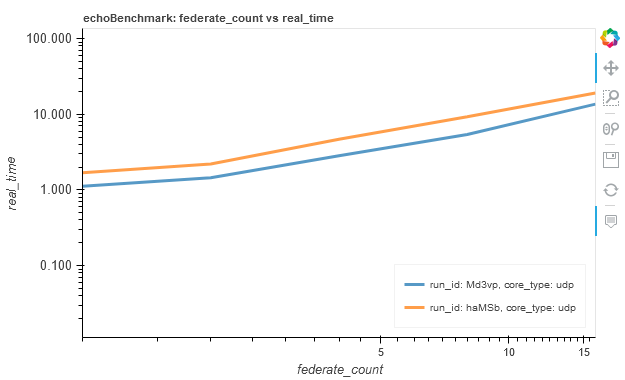 echoBenchmark: federate_count vs real_time
100.000
10.000
1.000
0.100
real_time
run_id: Md3vp, core_type: udp
run_id: haMSb, core_type: udp
5
10
15
federate_count